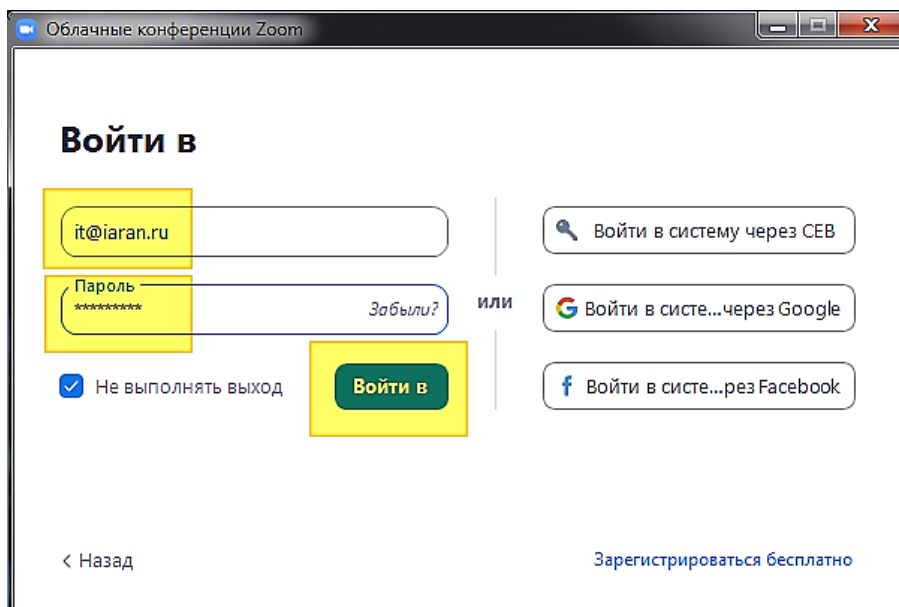 Облачные конференции Zoom
Войти в
it@iaran.ru
Пароль
*********
Забыли?
Не выполнять выход
Войти в
или
Войти в систему через СЕВ
Войти в систе...через Google
Войти в систе...рез Facebook
Назад
Зарегистрироваться бесплатно